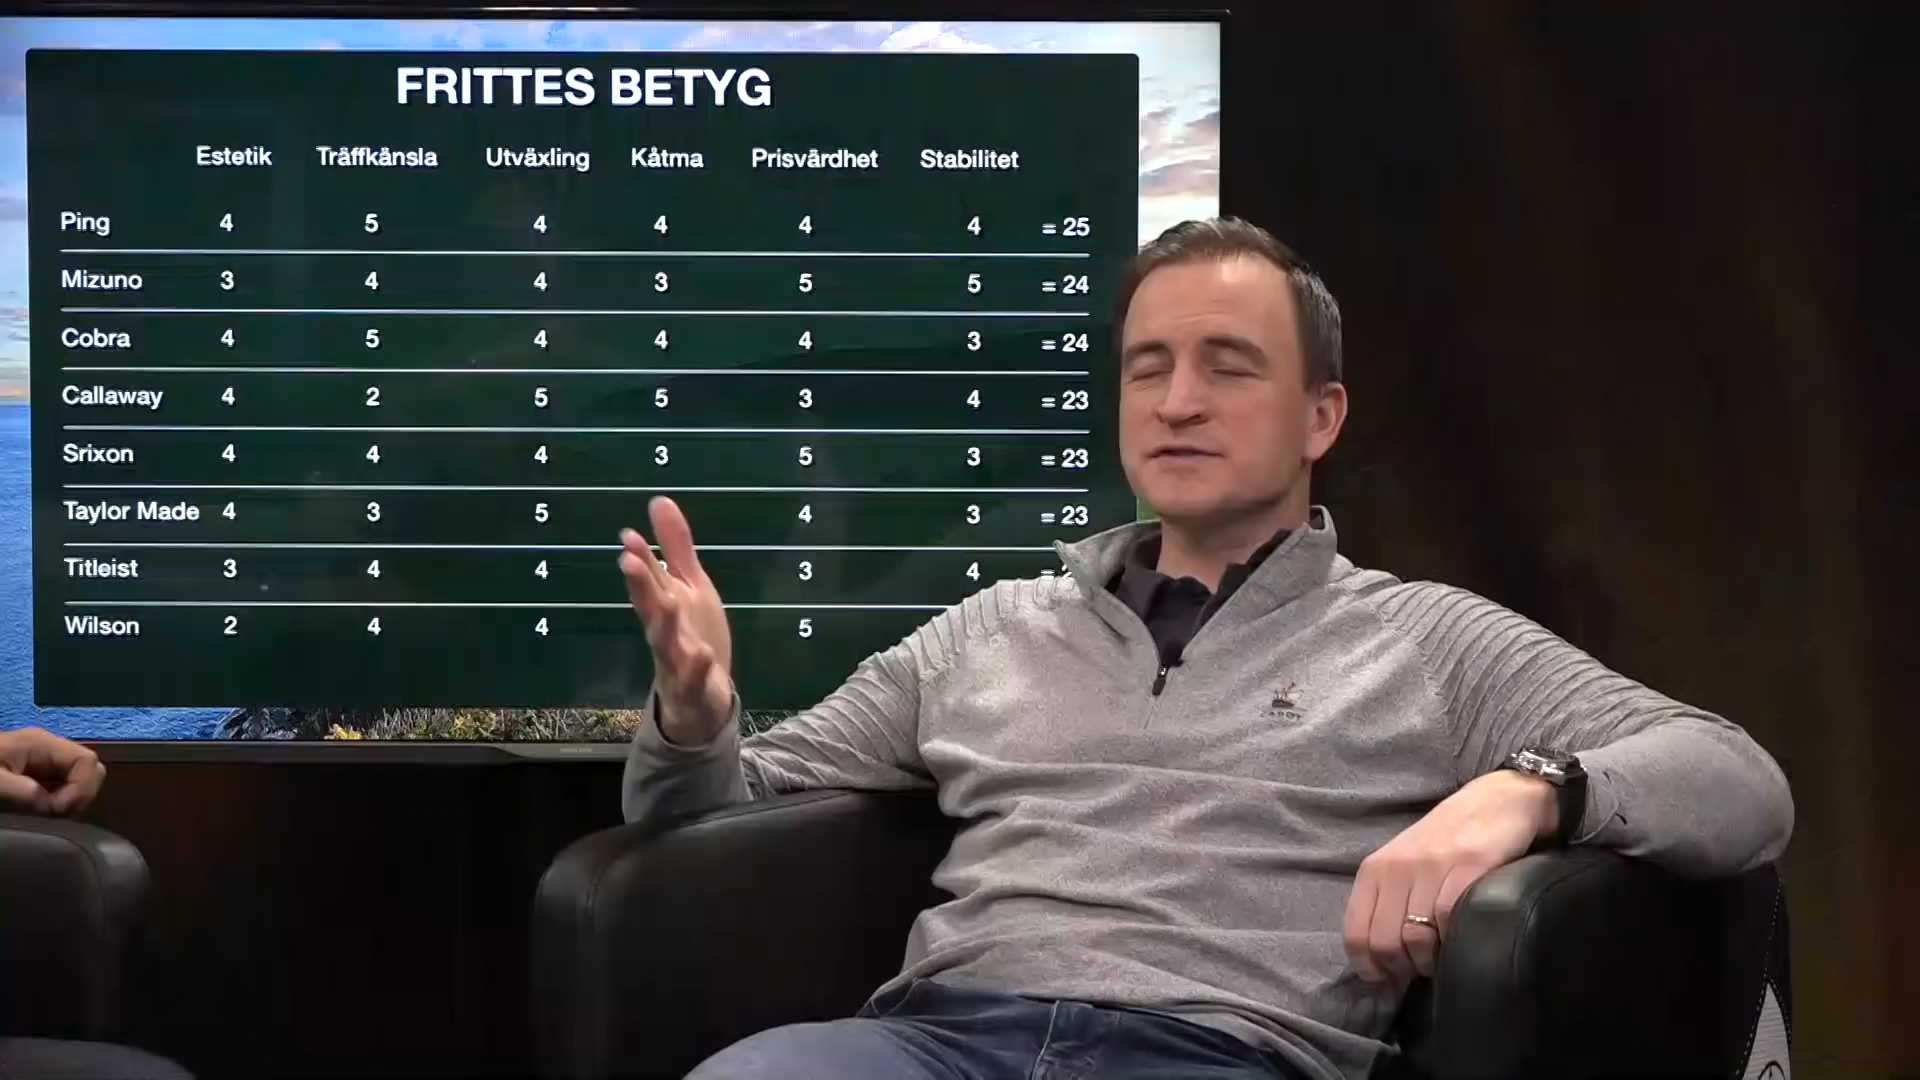 FRITTES BETYG
Estetik Träffkänsla Utväxling Kåtma Prisvärdhet Stabilitet
Ping 4 5 4 4 4 4 = 25
Mizuno 3 4 4 3 5 5 = 24
Cobra 4 5 4 4 4 3 = 24
Callaway 4 2 5 5 3 4 = 23
Srixon 4 4 4 3 5 3 = 23
Taylor Made 4 3 5 4 3 = 23
Titleist 3 4 4 3 4
Wilson 2 4 4 5